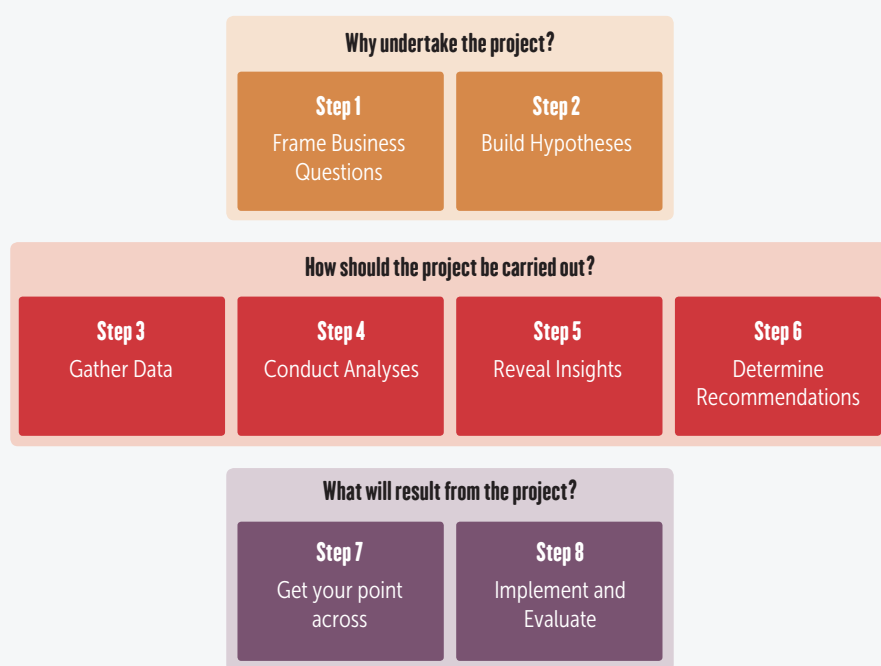 Why undertake the project?
Step 1
Frame Business
Questions
Step 2
Build Hypotheses
How should the project be carried out?
Step 3
Gather Data
Step 4
Conduct Analyses
Step 5
Reveal Insights
Step 6
Determine
Recommendations
What will result from the project?
Step 7
Get your point
across
Step 8
Implement and
Evaluate